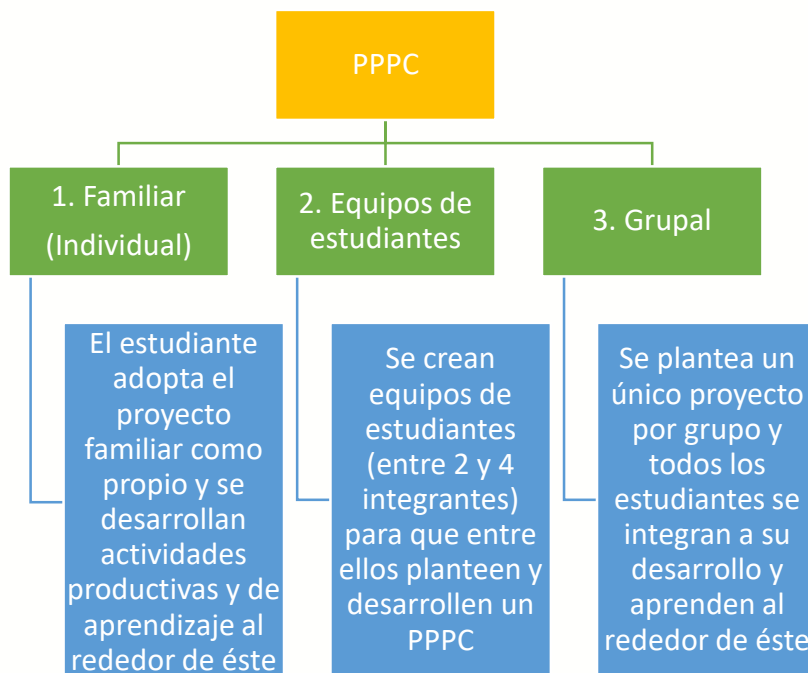 PPPC
1. Familiar
(Individual)
2. Equipos de
estudiantes
3. Grupal
El estudiante
adopta el
proyecto
familiar como
propio y se
desarrollan
actividades
productivas y de
aprendizaje al
rededor de éste
Se crean
equipos de
estudiantes
(entre 2 y 4
integrantes)
para que entre
ellos planteen y
desarrollen un
PPPC
Se plantea un
único proyecto
por grupo y
todos los
estudiantes se
integran a su
desarrollo y
aprenden al
rededor de éste